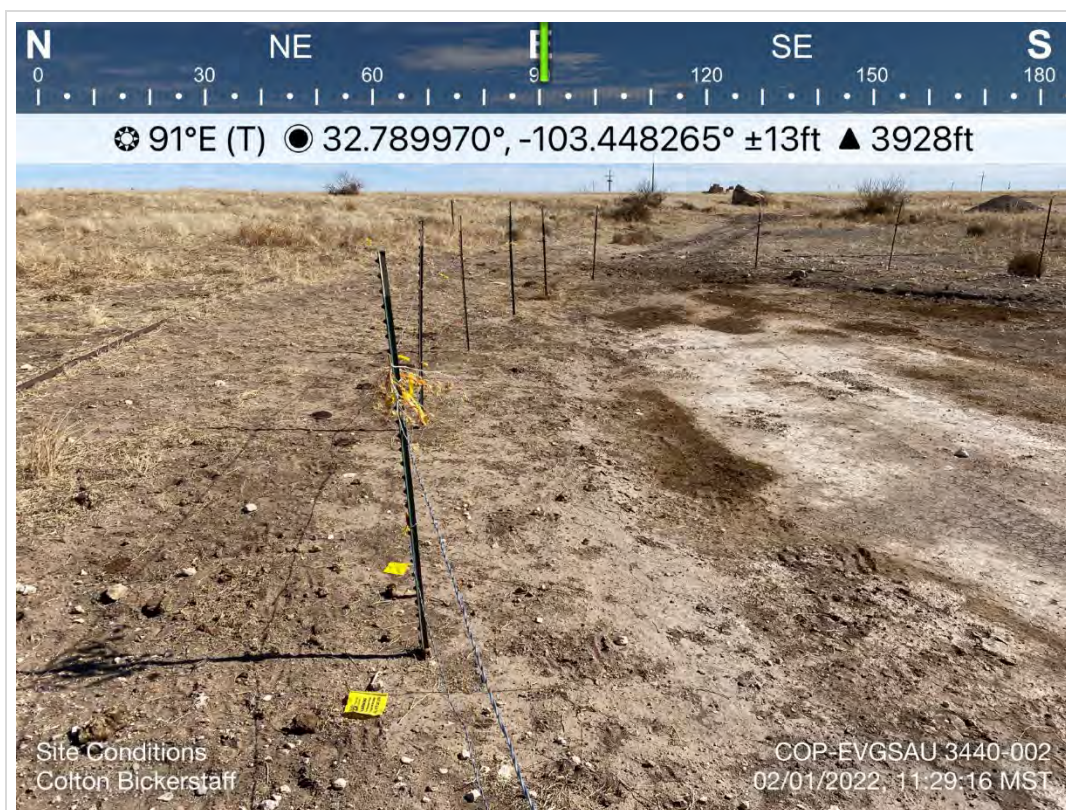 N NE E SE S
0 30 60 90 120 150 180
91°E (T) 32.789970°, -103.448265° ±13ft ▲ 3928ft
Site Conditions
Colton Bickerstaff
COP-EVGSAU 3440-002
02/01/2022, 11:29:16 MST